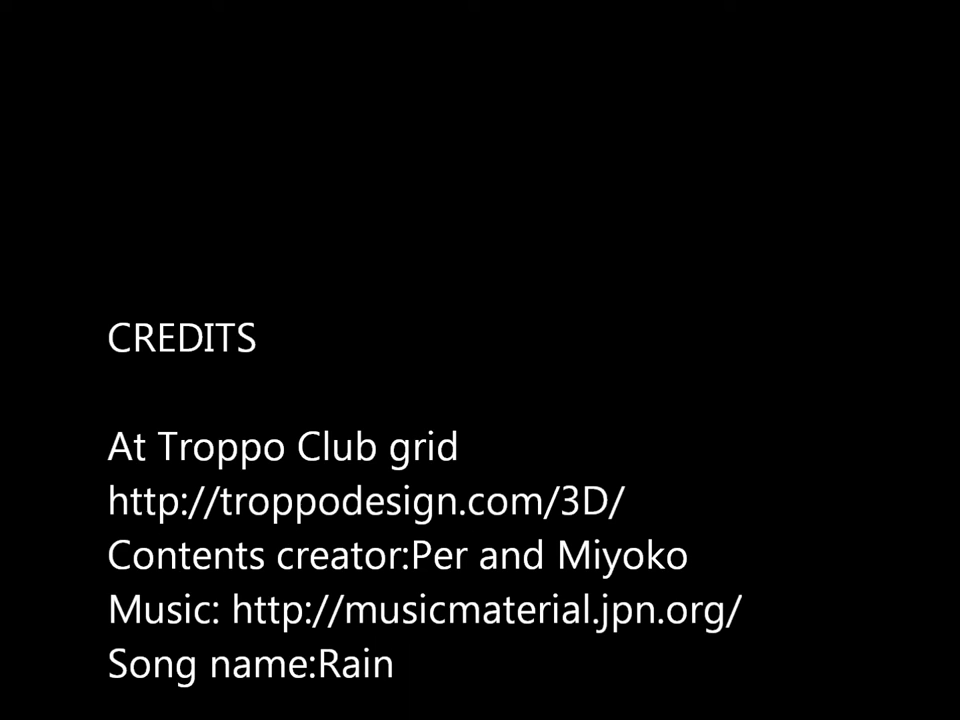 CREDITS
At Troppo Club grid
http://troppodesign.com/3D/
Contents creator:Per and Miyoko
Music: http://musicmaterial.jpn.org/
Song name:Rain